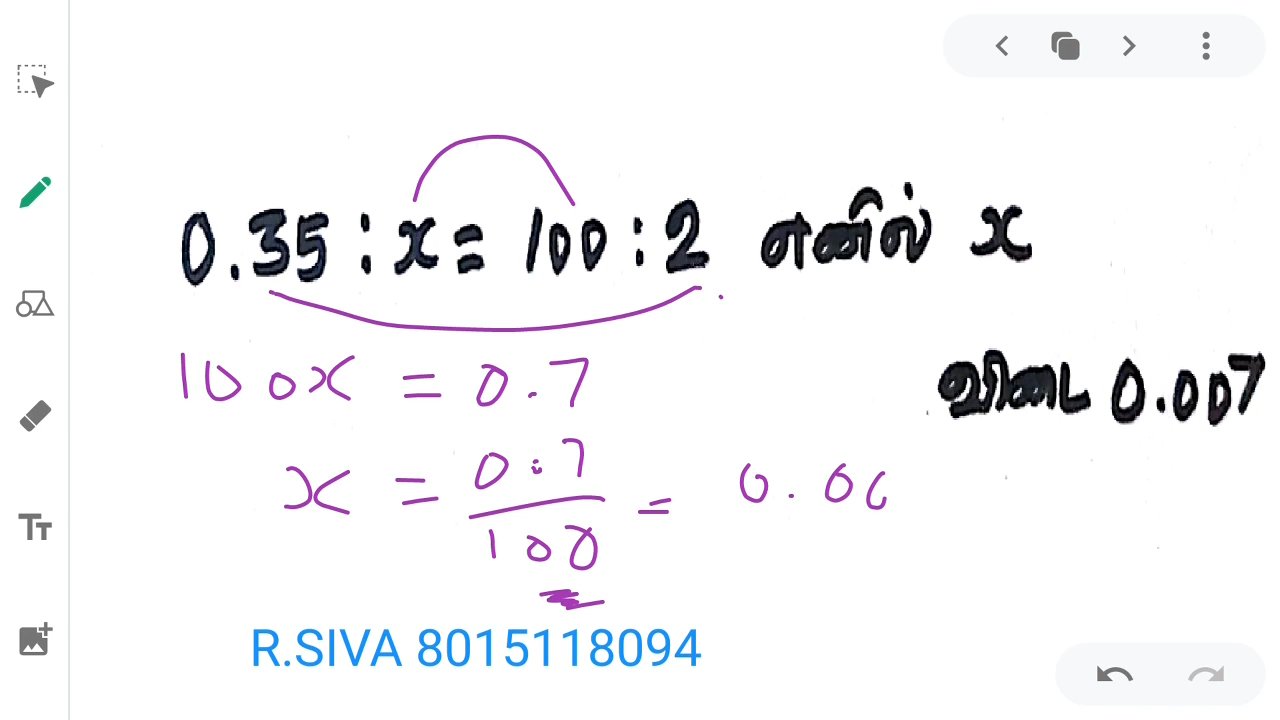 0.35 : x = 100 : 2 எனில் x
100x = 0.7
விடை 0.007
x = 0.7/100 = 0.00
R.SIVA 8015118094